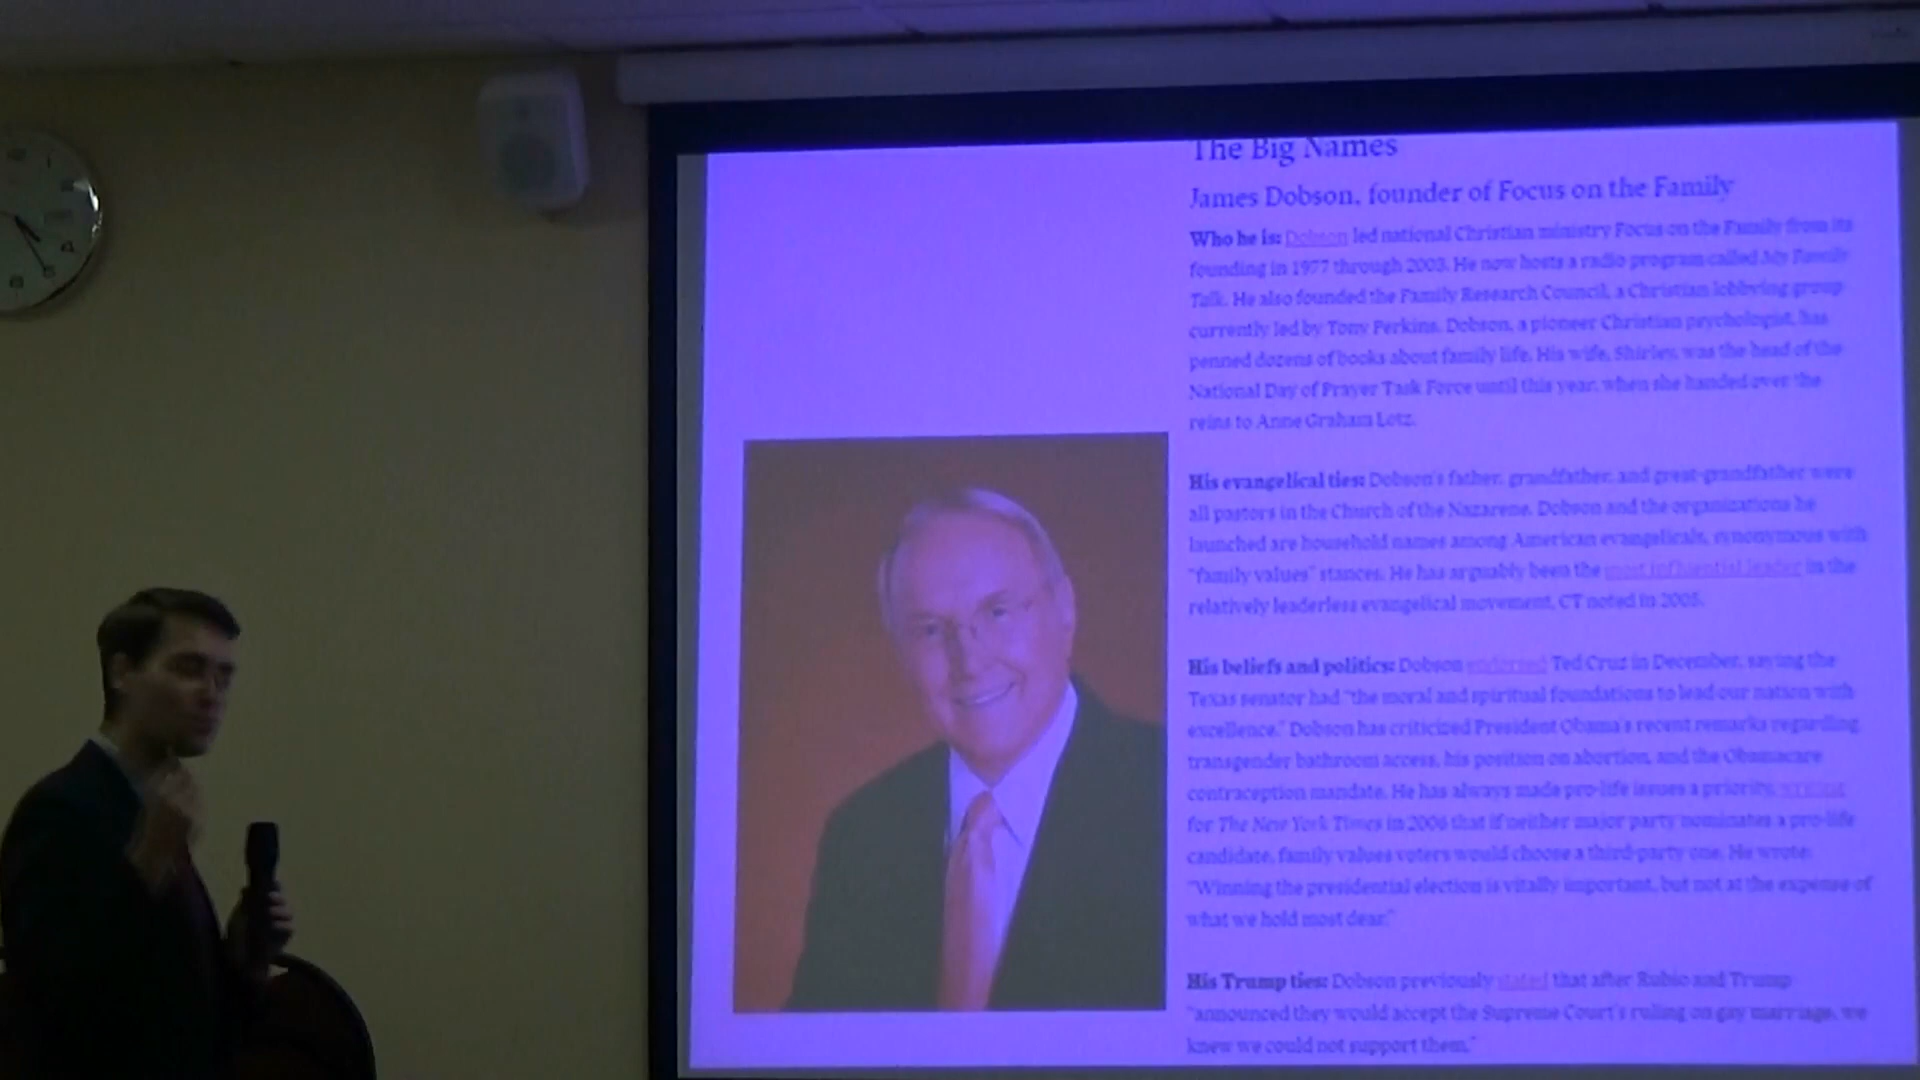 The Big Names
James Dobson, founder of Focus on the Family
Who he is: Dobson led national Christian ministry Focus on the Family from its
founding in 1977 through 2003. He now hosts a radio program called My Family
Talk. He also founded the Family Research Council, a Christian lobbying group
currently led by Tony Perkins. Dobson, a pioneer Christian psychologist, has
penned dozens of books about family life. His wife, Shirley, was the head of the
National Day of Prayer Task Force until this year, when she handed over the
reins to Anne Graham Lotz.
His evangelical ties: Dobson's father, grandfather, and great-grandfather were
all pastors in the Church of the Nazarene. Dobson and the organizations he
launched are household names among American evangelicals, synonymous with
"family values" stances. He has arguably been the most influential leader in the
relatively leaderless evangelical movement, CT noted in 2005.
His beliefs and politics: Dobson endorsed Ted Cruz in December, saying the
Texas senator had "the moral and spiritual foundations to lead our nation with
excellence." Dobson has criticized President Obama's recent remarks regarding
transgender bathroom access, his position on abortion, and the Obamacare
contraception mandate. He has always made pro-life issues a priority,
for The New York Times in 2006 that if neither major party nominates a pro-life
candidate, family values voters would choose a third-party one. He wrote:
"Winning the presidential election is vitally important, but not at the expense of
what we hold most dear."
His Trump ties: Dobson previously stated that after Rubio and Trump
"announced they would accept the Supreme Court's ruling on gay marriage, we
knew we could not support them."
1
4
5